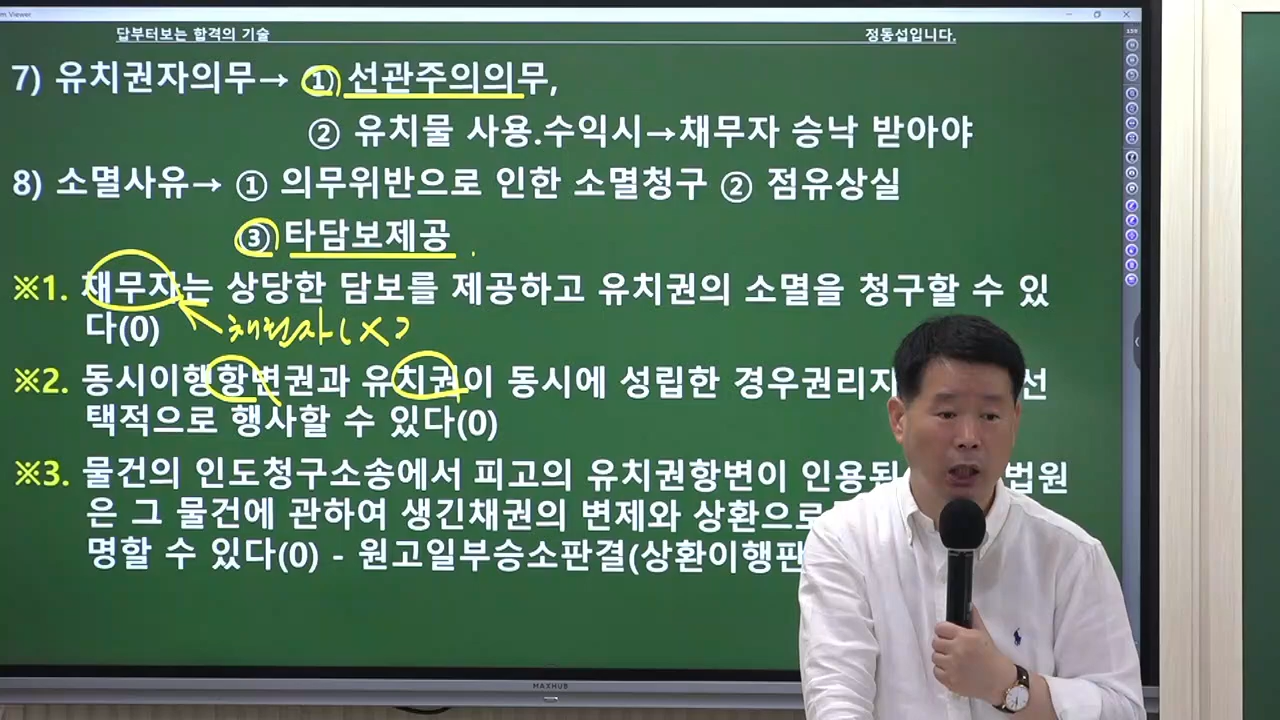 답부터보는 합격의 기술
정동섭입니다.
7) 유치권자의무→ ① 선관주의의무,
② 유치물 사용.수익시→채무자 승낙 받아야
8) 소멸사유→ ① 의무위반으로 인한 소멸청구 ② 점유상실
③ 타담보제공
※1. 채무자는 상당한 담보를 제공하고 유치권의 소멸을 청구할 수 있
다(0)
채권자(X)
※2. 동시이행항변권과 유치권이 동시에 성립한 경우권리자 선
택적으로 행사할 수 있다(0)
※3. 물건의 인도청구소송에서 피고의 유치권항변이 인용된 법원
은 그 물건에 관하여 생긴채권의 변제와 상환으로
명할 수 있다(0) - 원고일부승소판결(상환이행판
MAXHUB